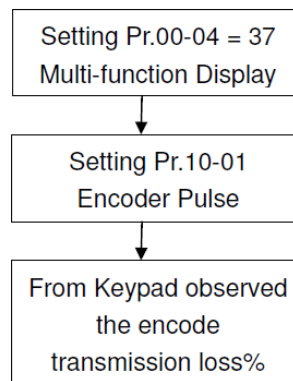 Setting Pr.00-04 = 37
Multi-function Display
Setting Pr.10-01
Encoder Pulse
From Keypad observed
the encode
transmission loss%